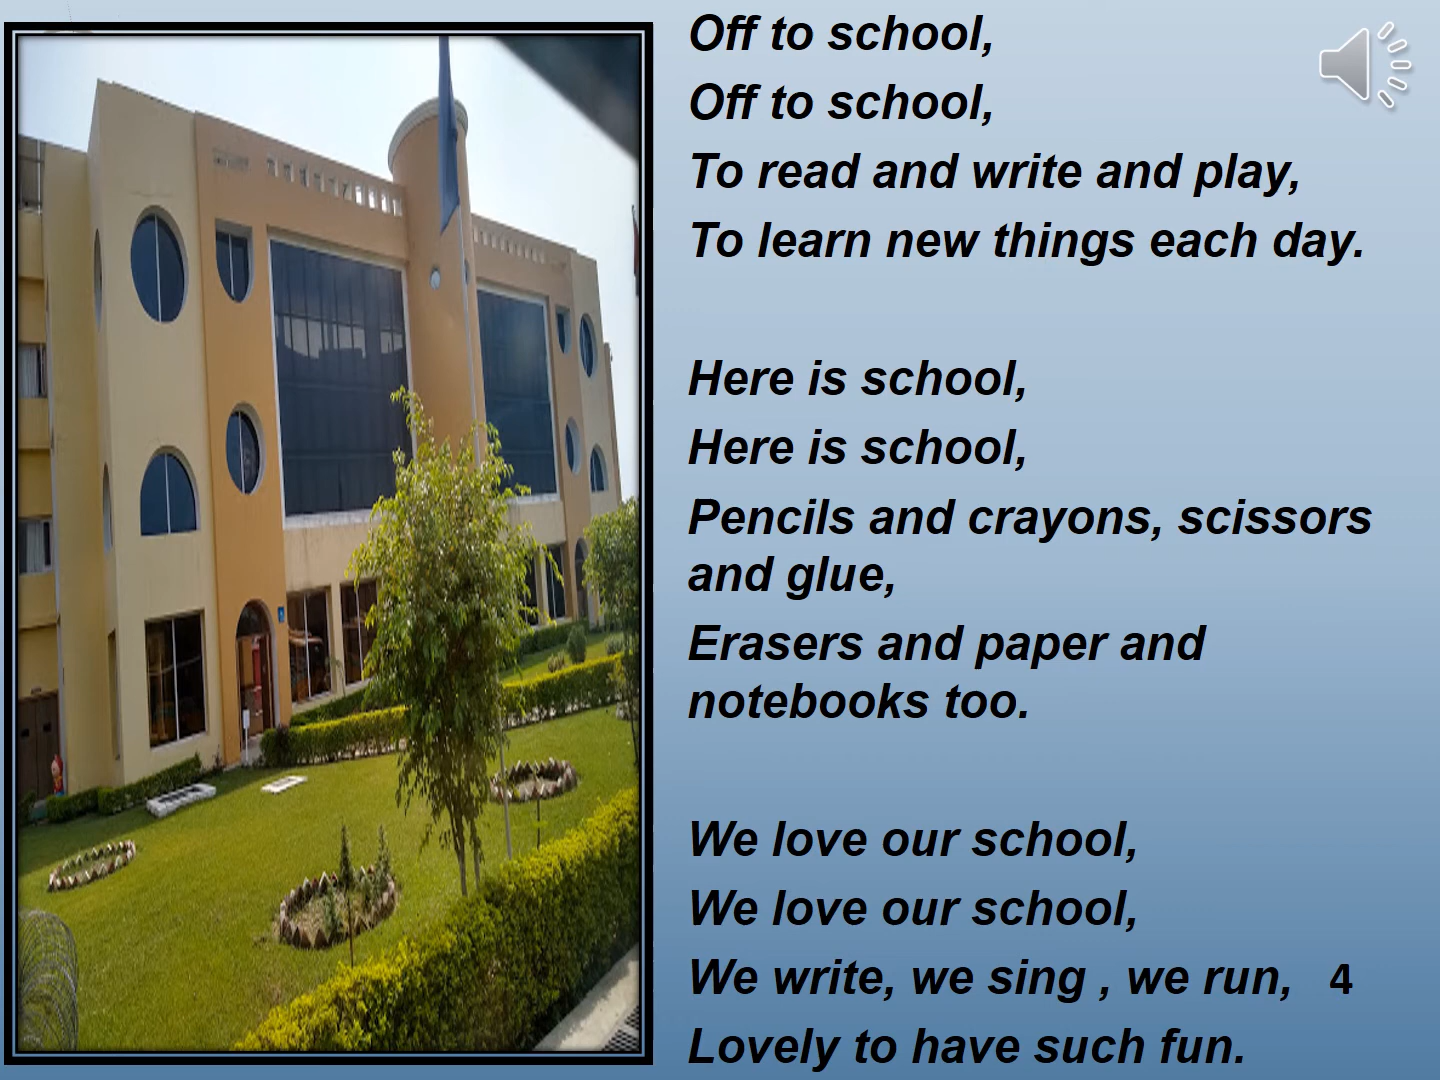 Off to school,
Off to school,
To read and write and play,
To learn new things each day.
Here is school,
Here is school,
Pencils and crayons, scissors
and glue,
Erasers and paper and
notebooks too.
We love our school,
We love our school,
We write, we sing , we run,
4
Lovely to have such fun.